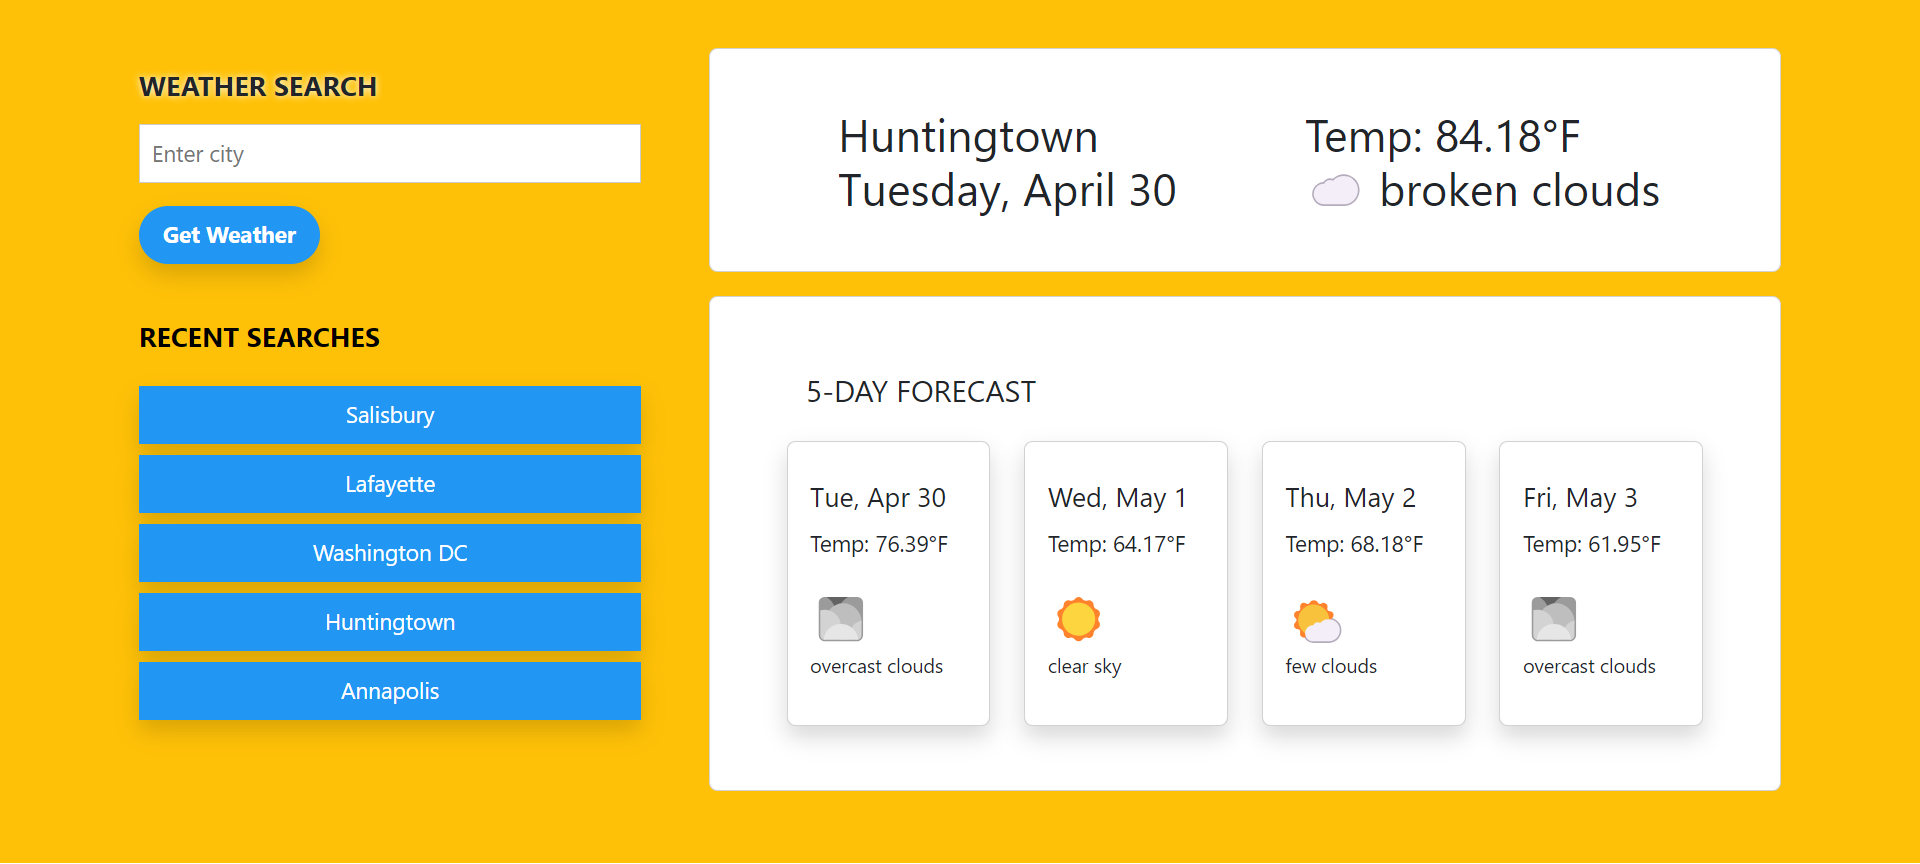 WEATHER SEARCH
Enter city
Get Weather
RECENT SEARCHES
Salisbury
Lafayette
Washington DC
Huntingtown
Annapolis
Huntingtown
Tuesday, April 30
Temp: 84.18°F
broken clouds
5-DAY FORECAST
Tue, Apr 30
Temp: 76.39°F
overcast clouds
Wed, May 1
Temp: 64.17°F
clear sky
Thu, May 2
Temp: 68.18°F
few clouds
Fri, May 3
Temp: 61.95°F
overcast clouds